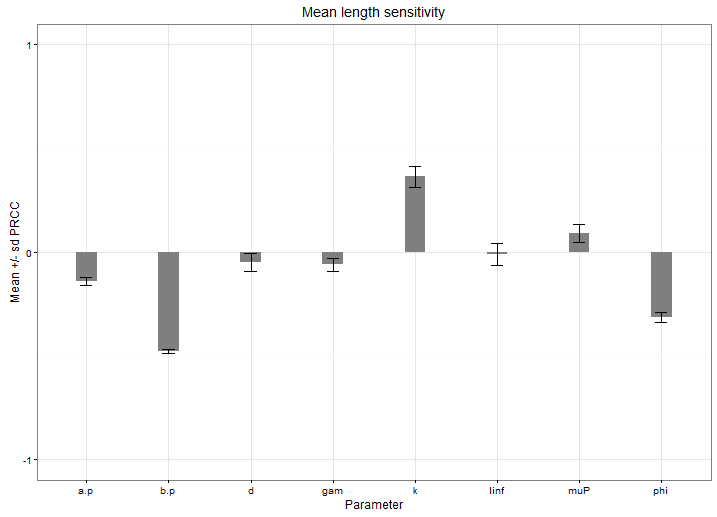 Mean length sensitivity
Mean +/- sd PRCC
1
0
-1
a.p b.p d gam k linf muP phi
Parameter